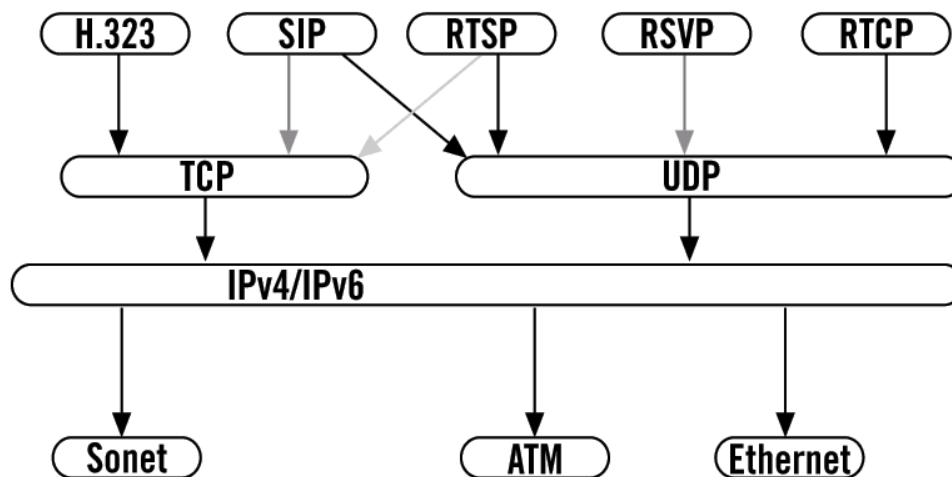 H.323 SIP RTSP RSVP RTCP
TCP UDP
IPv4/IPv6
Sonet ATM Ethernet